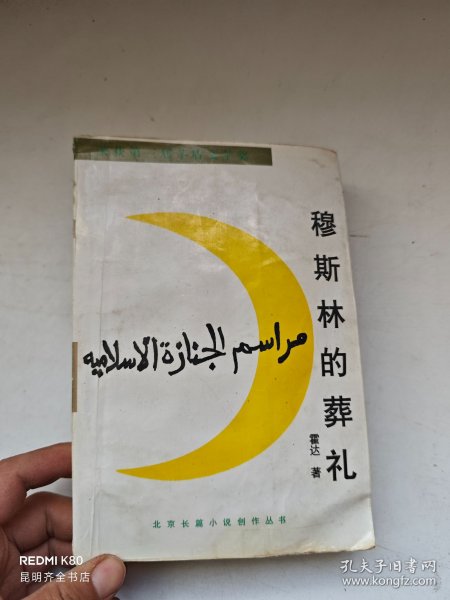 穆斯林的葬礼
霍达 著
مراسم الجنازة الاسلاميه
北京长篇小说创作丛书
REDMI K80
昆明齐全书店
孔夫子旧书网
www.kongfz.com